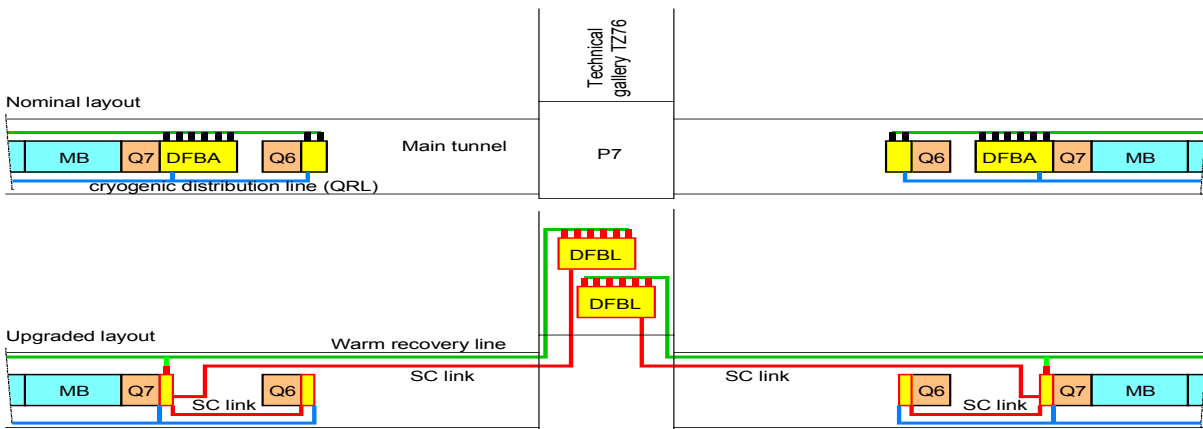 Technical
gallery TZ76
Nominal layout
MB Q7 DFBA Q6 Main tunnel P7 Q6 DFBA Q7 MB
cryogenic distribution line (QRL)
DFBL
DFBL
Upgraded layout
Warm recovery line
SC link SC link
MB Q7 Q6 Q6 Q7 MB
SC link SC link